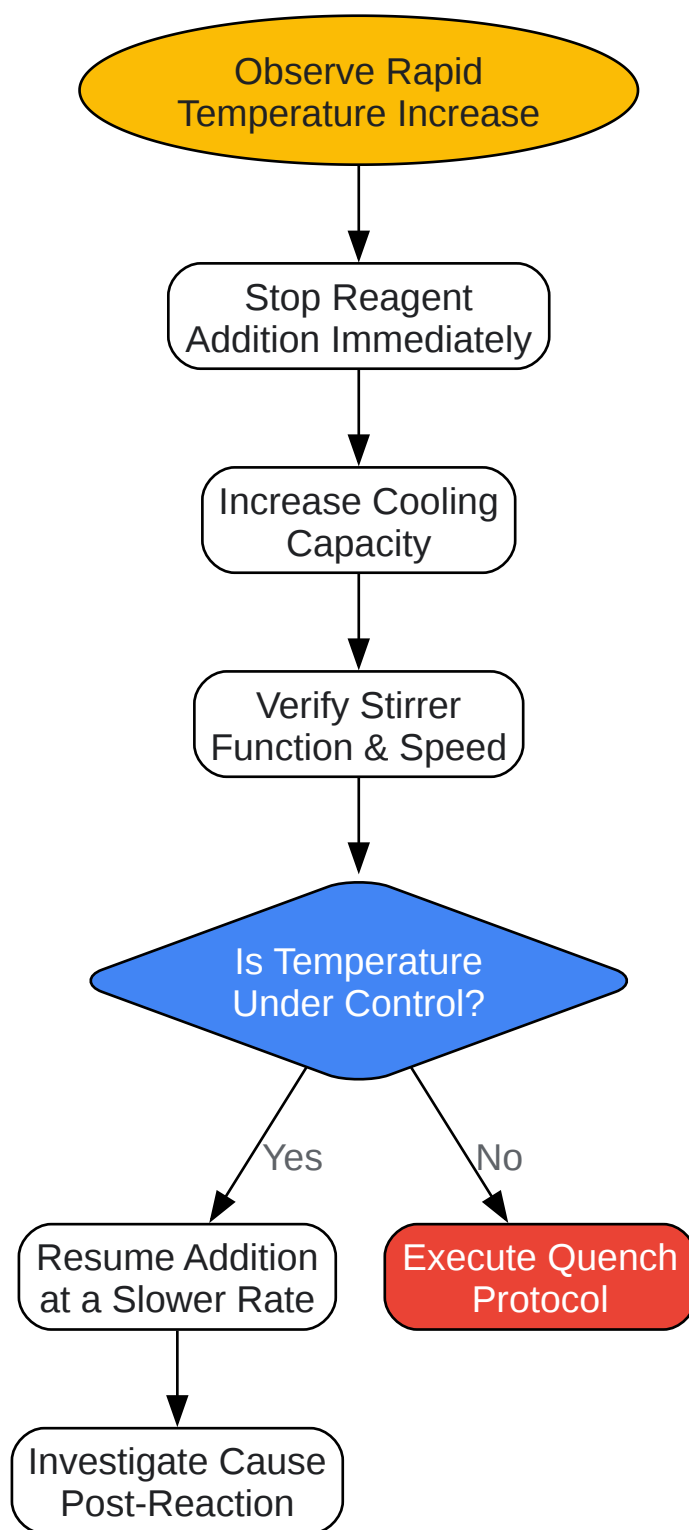 Observe Rapid
Temperature Increase
Stop Reagent
Addition Immediately
Increase Cooling
Capacity
Verify Stirrer
Function & Speed
Is Temperature
Under Control?
Yes
No
Resume Addition
at a Slower Rate
Execute Quench
Protocol
Investigate Cause
Post-Reaction